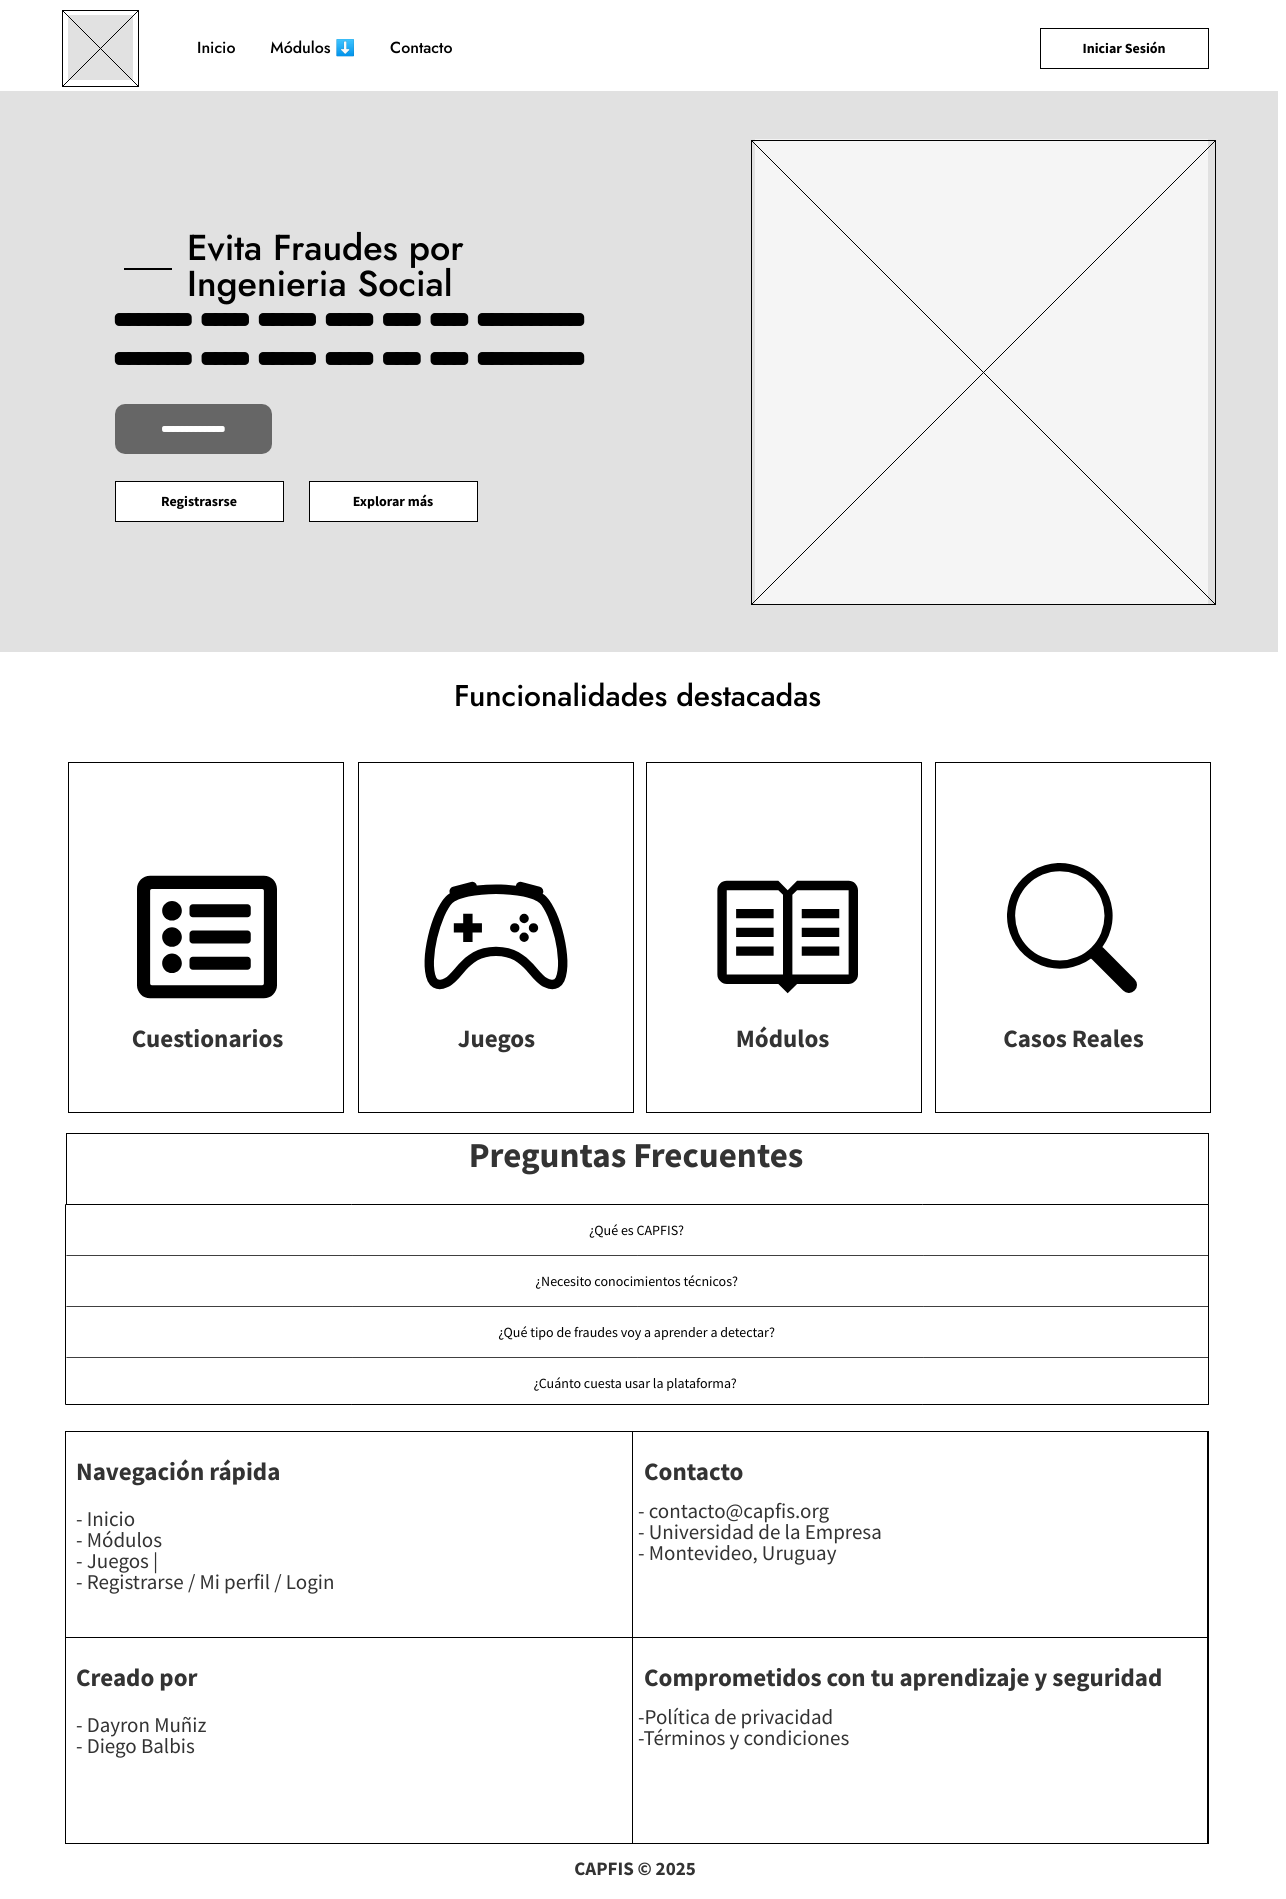 Inicio
Módulos ⬇️
Contacto
Iniciar Sesión
Evita Fraudes por
Ingenieria Social
Registrasrse
Explorar más
Funcionalidades destacadas
Cuestionarios
Juegos
Módulos
Casos Reales
Preguntas Frecuentes
¿Qué es CAPFIS?
¿Necesito conocimientos técnicos?
¿Qué tipo de fraudes voy a aprender a detectar?
¿Cuánto cuesta usar la plataforma?
Navegación rápida
- Inicio
- Módulos
- Juegos |
- Registrarse / Mi perfil / Login
Contacto
- contacto@capfis.org
- Universidad de la Empresa
- Montevideo, Uruguay
Creado por
- Dayron Muñiz
- Diego Balbis
Comprometidos con tu aprendizaje y seguridad
-Política de privacidad
-Términos y condiciones
CAPFIS © 2025